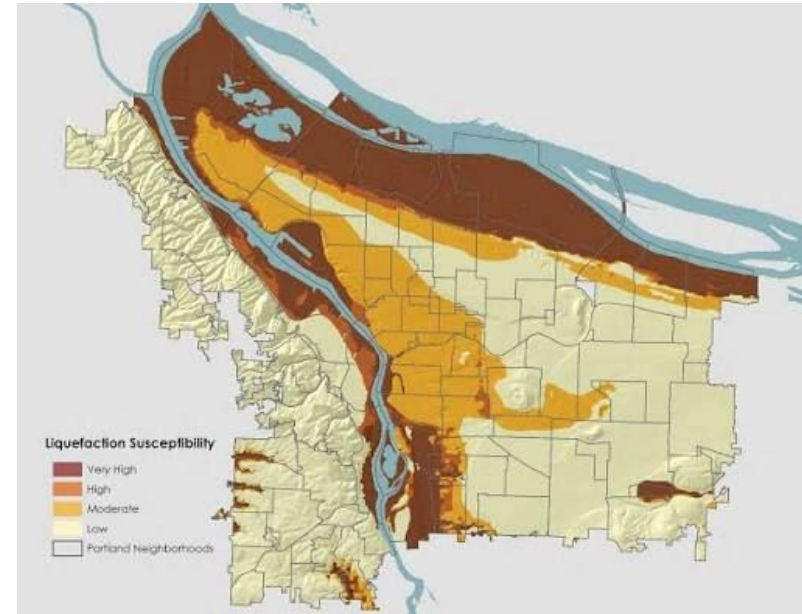 Liquefaction Susceptibility
Very High
High
Moderate
Low
Portland Neighborhoods